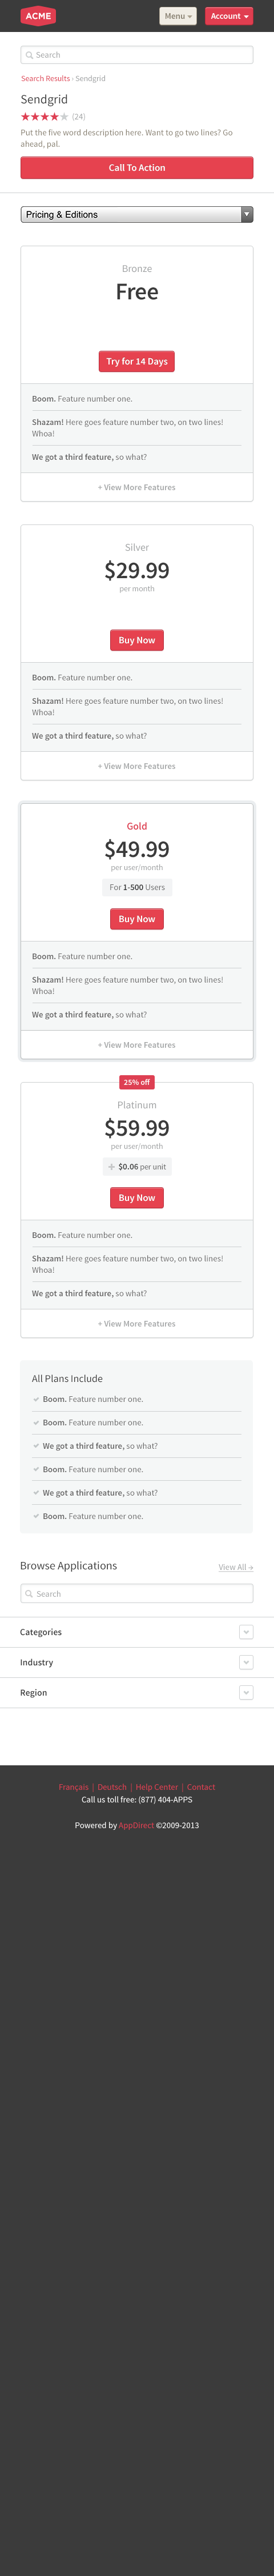 ACME
Menu
Account
Search
Search Results › Sendgrid
Sendgrid
(24)
Put the five word description here. Want to go two lines? Go
ahead, pal.
Call To Action
Pricing & Editions
Bronze
Free
Try for 14 Days
Boom. Feature number one.
Shazam! Here goes feature number two, on two lines!
Whoa!
We got a third feature, so what?
+ View More Features
Silver
$29.99
per month
Buy Now
Boom. Feature number one.
Shazam! Here goes feature number two, on two lines!
Whoa!
We got a third feature, so what?
+ View More Features
Gold
$49.99
per user/month
For 1-500 Users
Buy Now
Boom. Feature number one.
Shazam! Here goes feature number two, on two lines!
Whoa!
We got a third feature, so what?
+ View More Features
25% off
Platinum
$59.99
per user/month
+ $0.06 per unit
Buy Now
Boom. Feature number one.
Shazam! Here goes feature number two, on two lines!
Whoa!
We got a third feature, so what?
+ View More Features
All Plans Include
Boom. Feature number one.
Boom. Feature number one.
We got a third feature, so what?
Boom. Feature number one.
We got a third feature, so what?
Boom. Feature number one.
Browse Applications
View All →
Search
Categories
Industry
Region
Français | Deutsch | Help Center | Contact
Call us toll free: (877) 404-APPS
Powered by AppDirect ©2009-2013